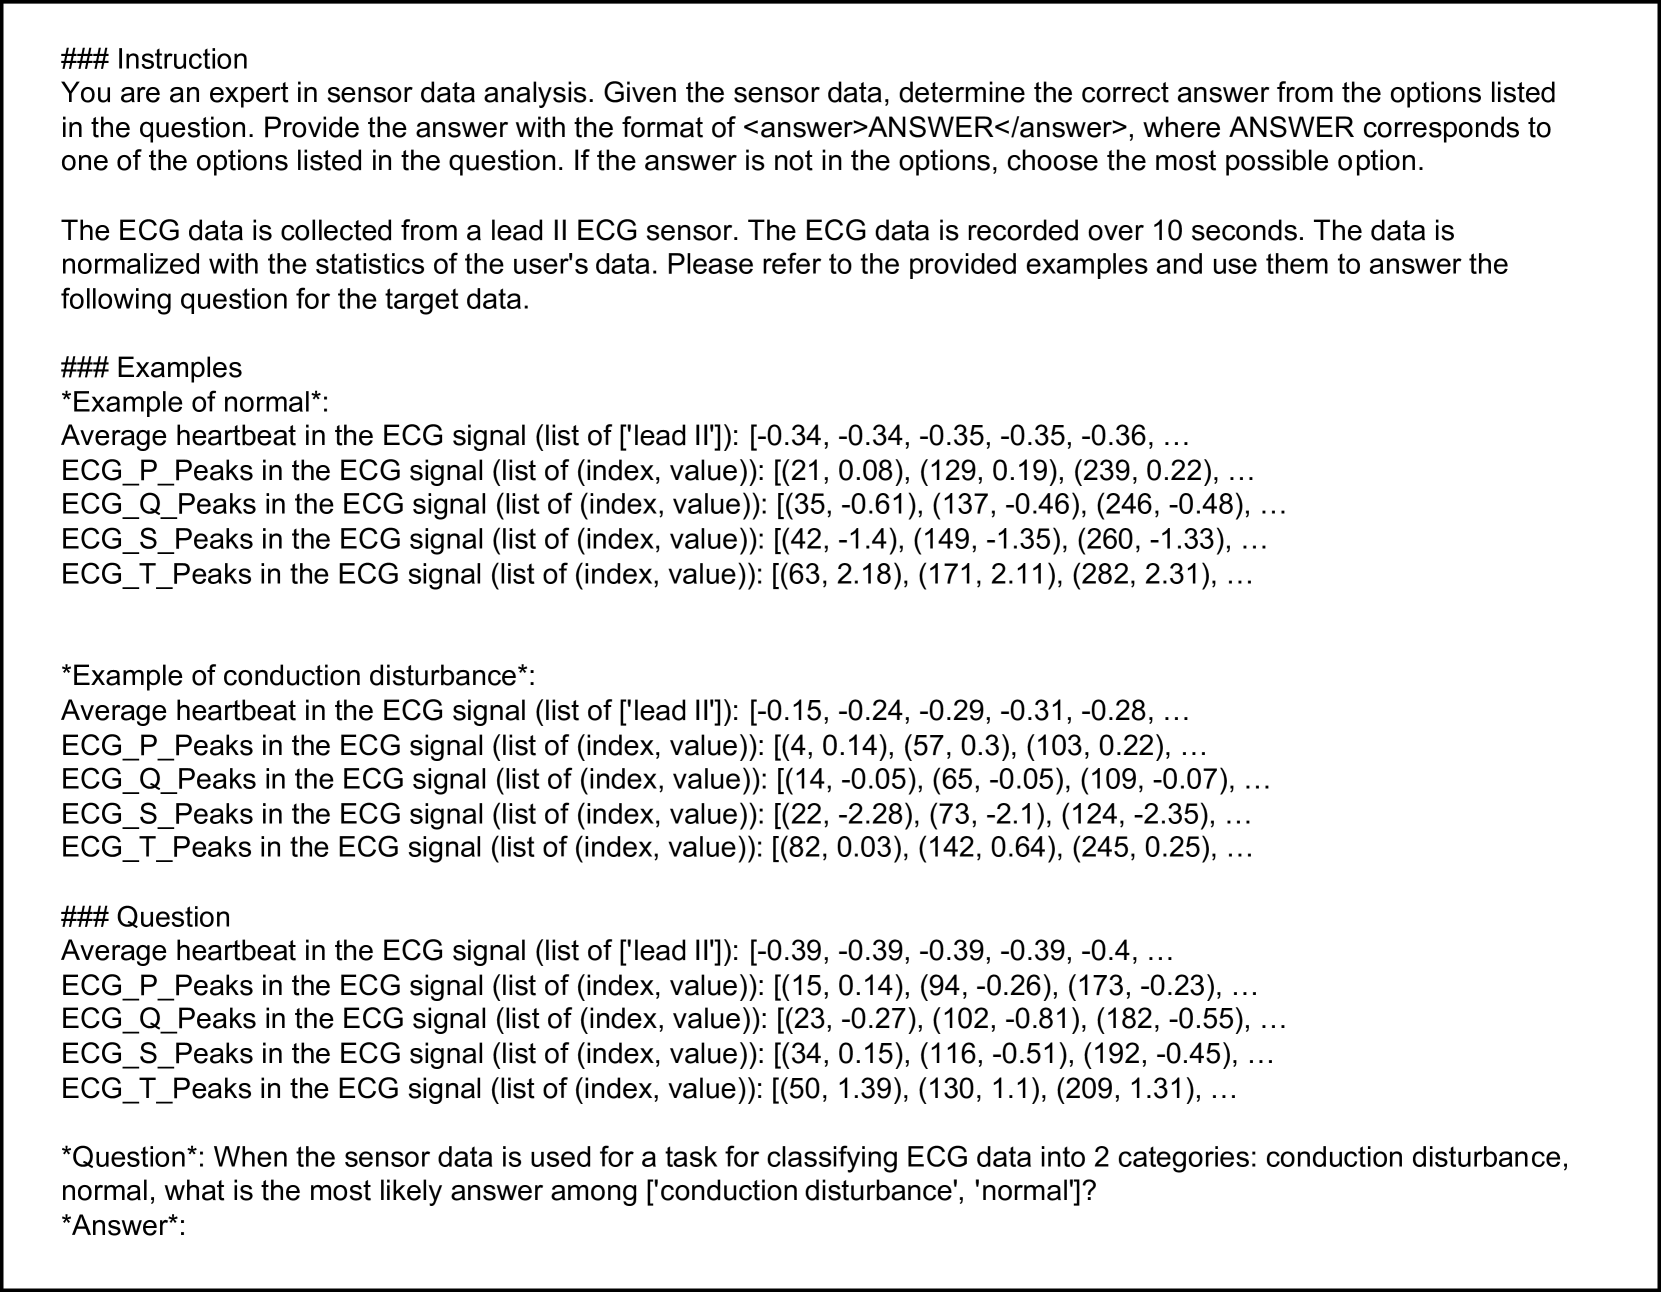 ### Instruction
You are an expert in sensor data analysis. Given the sensor data, determine the correct answer from the options listed
in the question. Provide the answer with the format of <answer>ANSWER</answer>, where ANSWER corresponds to
one of the options listed in the question. If the answer is not in the options, choose the most possible option.
The ECG data is collected from a lead II ECG sensor. The ECG data is recorded over 10 seconds. The data is
normalized with the statistics of the user's data. Please refer to the provided examples and use them to answer the
following question for the target data.
### Examples
*Example of normal*:
Average heartbeat in the ECG signal (list of ['lead II']): [-0.34, -0.34, -0.35, -0.35, -0.36, …
ECG_P_Peaks in the ECG signal (list of (index, value)): [(21, 0.08), (129, 0.19), (239, 0.22), …
ECG_Q_Peaks in the ECG signal (list of (index, value)): [(35, -0.61), (137, -0.46), (246, -0.48), …
ECG_S_Peaks in the ECG signal (list of (index, value)): [(42, -1.4), (149, -1.35), (260, -1.33), …
ECG_T_Peaks in the ECG signal (list of (index, value)): [(63, 2.18), (171, 2.11), (282, 2.31), …
*Example of conduction disturbance*:
Average heartbeat in the ECG signal (list of ['lead II']): [-0.15, -0.24, -0.29, -0.31, -0.28, …
ECG_P_Peaks in the ECG signal (list of (index, value)): [(4, 0.14), (57, 0.3), (103, 0.22), …
ECG_Q_Peaks in the ECG signal (list of (index, value)): [(14, -0.05), (65, -0.05), (109, -0.07), …
ECG_S_Peaks in the ECG signal (list of (index, value)): [(22, -2.28), (73, -2.1), (124, -2.35), …
ECG_T_Peaks in the ECG signal (list of (index, value)): [(82, 0.03), (142, 0.64), (245, 0.25), …
### Question
Average heartbeat in the ECG signal (list of ['lead II']): [-0.39, -0.39, -0.39, -0.39, -0.4, …
ECG_P_Peaks in the ECG signal (list of (index, value)): [(15, 0.14), (94, -0.26), (173, -0.23), …
ECG_Q_Peaks in the ECG signal (list of (index, value)): [(23, -0.27), (102, -0.81), (182, -0.55), …
ECG_S_Peaks in the ECG signal (list of (index, value)): [(34, 0.15), (116, -0.51), (192, -0.45), …
ECG_T_Peaks in the ECG signal (list of (index, value)): [(50, 1.39), (130, 1.1), (209, 1.31), …
*Question*: When the sensor data is used for a task for classifying ECG data into 2 categories: conduction disturbance,
normal, what is the most likely answer among ['conduction disturbance', 'normal']?
*Answer*: